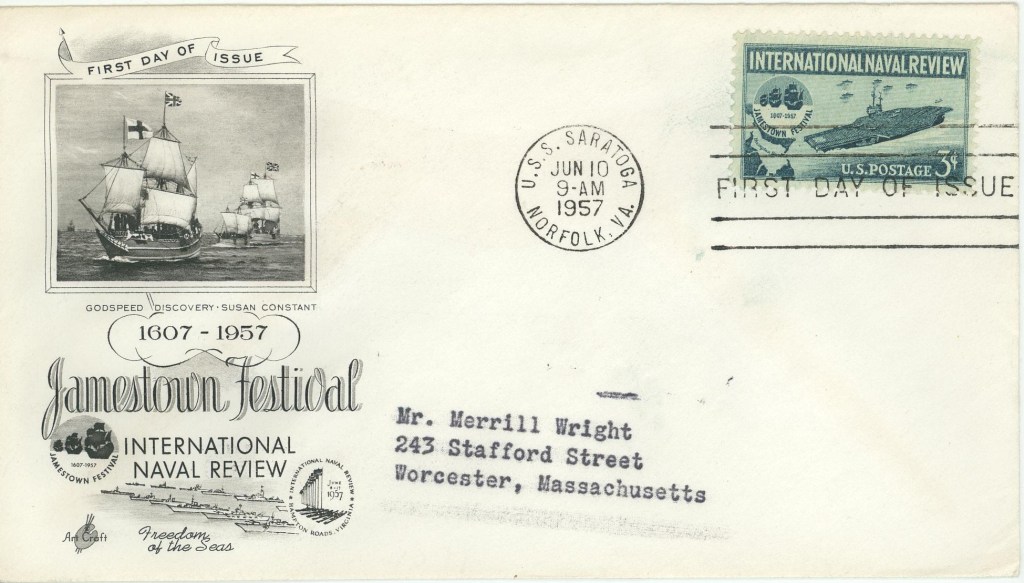 FIRST DAY OF ISSUE
GODSPEED DISCOVERY · SUSAN CONSTANT
1607 - 1957
Jamestown Festival
1607-1957
JAMESTOWN FESTIVAL
INTERNATIONAL
NAVAL REVIEW
INTERNATIONAL NAVAL REVIEW
1957
HAMPTON ROADS, VIRGINIA
Art Craft
Freedom
of the Seas
U.S.S. SARATOGA
JUN 10
9-AM
1957
NORFOLK, VA.
INTERNATIONAL NAVAL REVIEW
1607-1957
JAMESTOWN FESTIVAL
U.S. POSTAGE 3¢
FIRST DAY OF ISSUE
Mr. Merrill Wright
243 Stafford Street
Worcester, Massachusetts